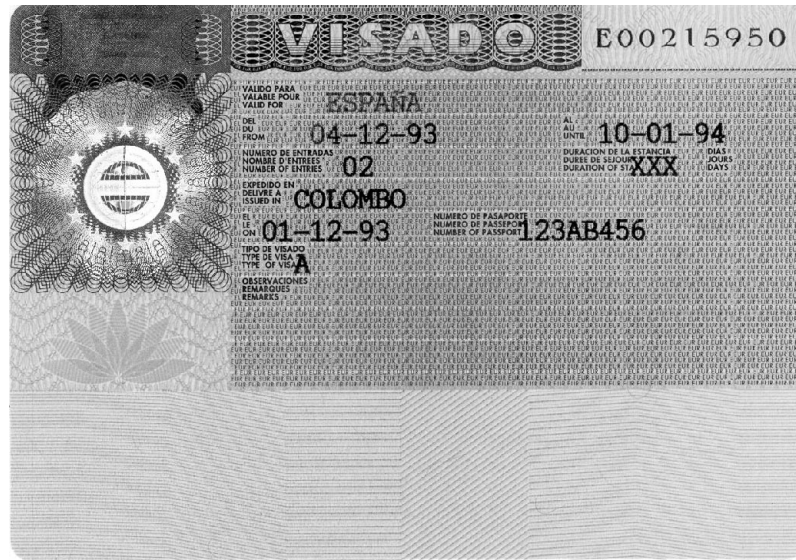 VISADO E00215950
VALIDO PARA
VALABLE POUR
VALID FOR
ESPAÑA
DEL
DU
FROM
04-12-93
AL
AU
UNTIL
10-01-94
NUMERO DE ENTRADAS
NOMBRE D'ENTREES
NUMBER OF ENTRIES
02
DURACION DE LA ESTANCIA
DUREE DE SEJOUR
DURATION OF STAY
XXX
DIAS
JOURS
DAYS
EXPEDIDO EN
DELIVRE A
ISSUED IN
COLOMBO
EL
LE
ON
01-12-93
NUMERO DE PASAPORTE
NUMERO DE PASSEPORT
NUMBER OF PASSPORT
123AB456
TIPO DE VISADO
TYPE DE VISA
TYPE OF VISA
A
OBSERVACIONES
REMARQUES
REMARKS